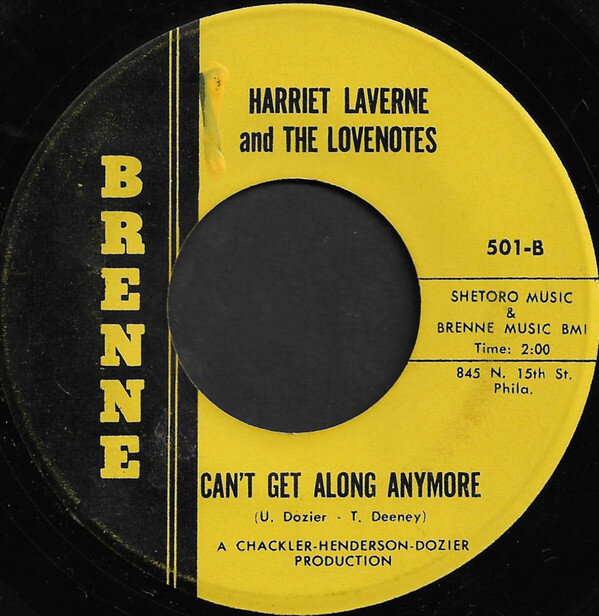 BRENNE
HARRIET LAVERNE
and THE LOVENOTES
501-B
SHETORO MUSIC
&
BRENNE MUSIC BMI
Time: 2:00
845 N. 15th St.
Phila.
CAN'T GET ALONG ANYMORE
(U. Dozier - T. Deeney)
A CHACKLER-HENDERSON-DOZIER
PRODUCTION